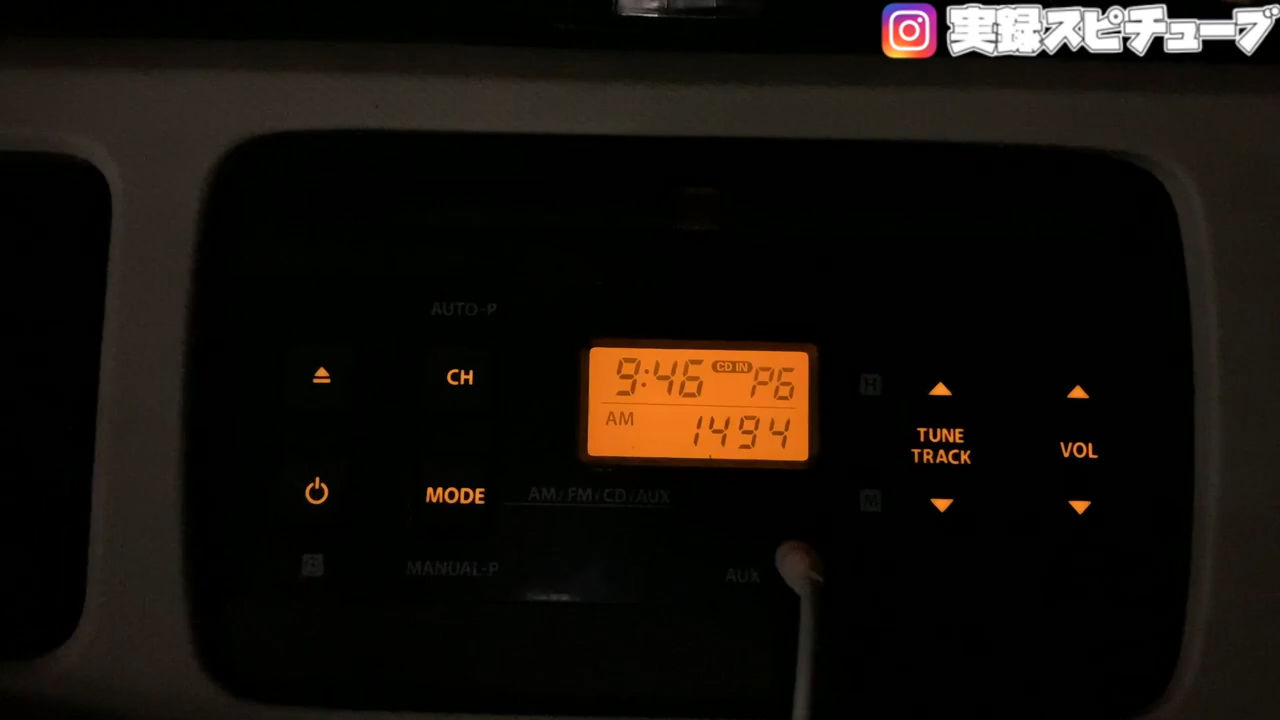 実録スピチューブ
AUTO-P
CH
9:46 CD IN P6
AM 1494
H
TUNE
TRACK
VOL
MODE
AM/FM/CD/AUX
M
MANUAL-P
AUX